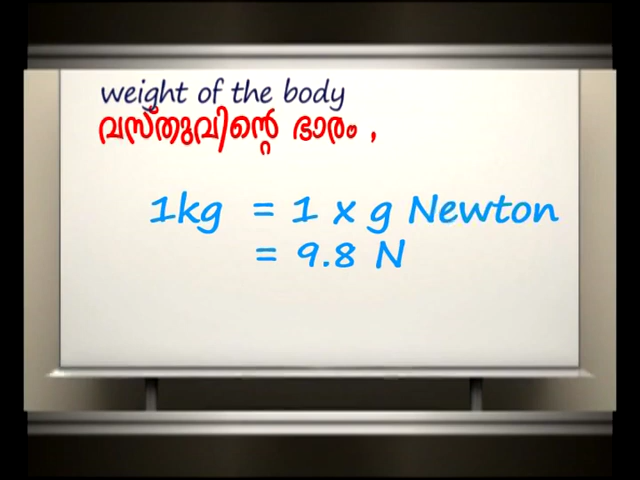 weight of the body
വസ്തുവിന്റെ ഭാരം ,
1kg = 1 x g Newton
= 9.8 N